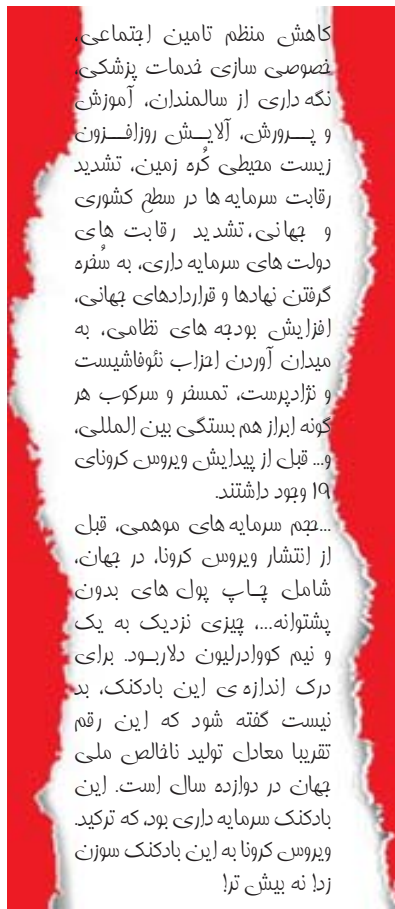 کاهش منظم تامین اجتماعی،
خصوصی سازی خدمات پزشکی،
نگه داری از سالمندان، آموزش
و پـــرورش، آلایــش روزافــزون
زیست محیطی کُره زمین، تشدید
رقابت سرمایه ها در سطح کشوری
و جهانی،تشدید رقابت های
دولت های سرمایه داری، به سُخره
گرفتن نهادها و قراردادهای جهانی،
افزایش بودجه های نظامی، به
میدان آوردن احزاب نئوفاشیست
و نژادپرست، تمسخر و سرکوب هر
گونه ابراز هم بستگی بین المللی،
و... قبل از پیدایش ویروس کرونای
۱۹ وجود داشتند.
...حجم سرمایه های موهمی، قبل
از انتشار ویروس کرونا، در جهان،
شامل چــاپ پول های بدون
پشتوانه...، چیزی نزدیک به یک
و نیم کووادرلیون دلاربــود. برای
درک اندازه ی این بادکنک، بد
نیست گفته شود که این رقم
تقریبا معادل تولید ناخالص ملی
جهان در دوازده سال است. این
بادکنک سرمایه داری بود، که ترکید.
ویروس کرونا به این بادکنک سوزن
زد! نه بیش تر!